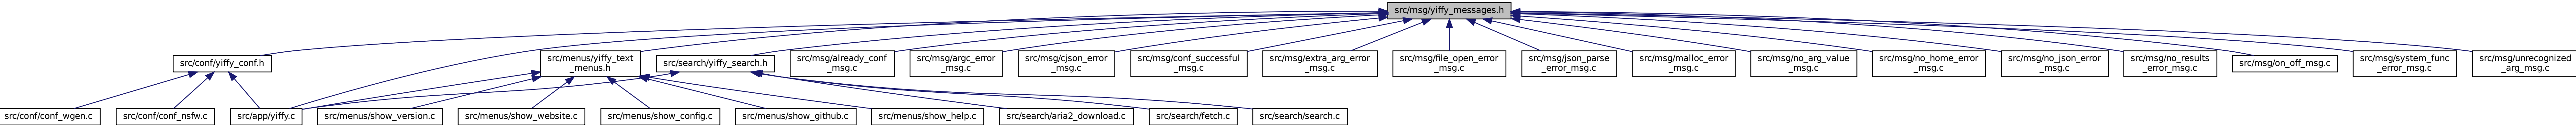 src/msg/yiffy_messages.h
src/conf/yiffy_conf.h
src/menus/yiffy_text
_menus.h
src/search/yiffy_search.h
src/msg/already_conf
_msg.c
src/msg/argc_error
_msg.c
src/msg/cjson_error
_msg.c
src/msg/conf_successful
_msg.c
src/msg/extra_arg_error
_msg.c
src/msg/file_open_error
_msg.c
src/msg/json_parse
_error_msg.c
src/msg/malloc_error
_msg.c
src/msg/no_arg_value
_msg.c
src/msg/no_home_error
_msg.c
src/msg/no_json_error
_msg.c
src/msg/no_results
_error_msg.c
src/msg/on_off_msg.c
src/msg/system_func
_error_msg.c
src/msg/unrecognized
_arg_msg.c
src/conf/conf_wgen.c
src/conf/conf_nsfw.c
src/app/yiffy.c
src/menus/show_version.c
src/menus/show_website.c
src/menus/show_config.c
src/menus/show_github.c
src/menus/show_help.c
src/search/aria2_download.c
src/search/fetch.c
src/search/search.c